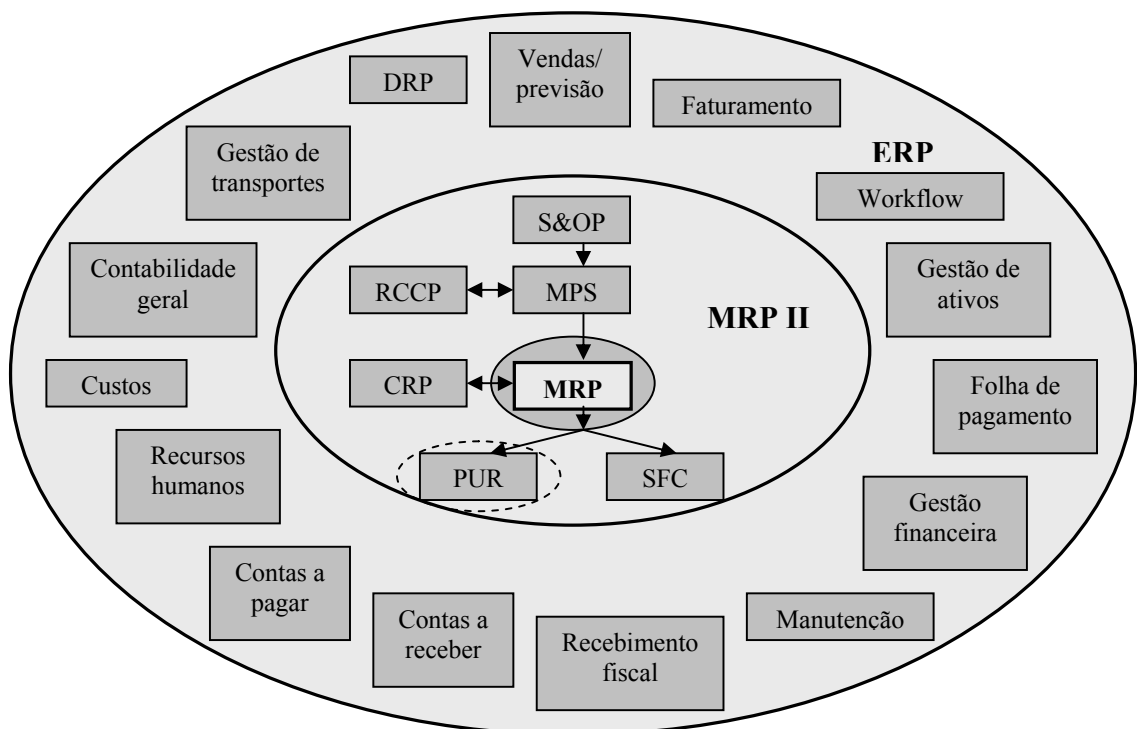 Vendas/
previsão
DRP
Faturamento
Gestão de
transportes
ERP
Workflow
S&OP
Contabilidade
geral
RCCP
MPS
Gestão de
ativos
MRP II
Custos
CRP
MRP
Folha de
pagamento
Recursos
humanos
PUR
SFC
Gestão
financeira
Contas a
pagar
Contas a
receber
Recebimento
fiscal
Manutenção